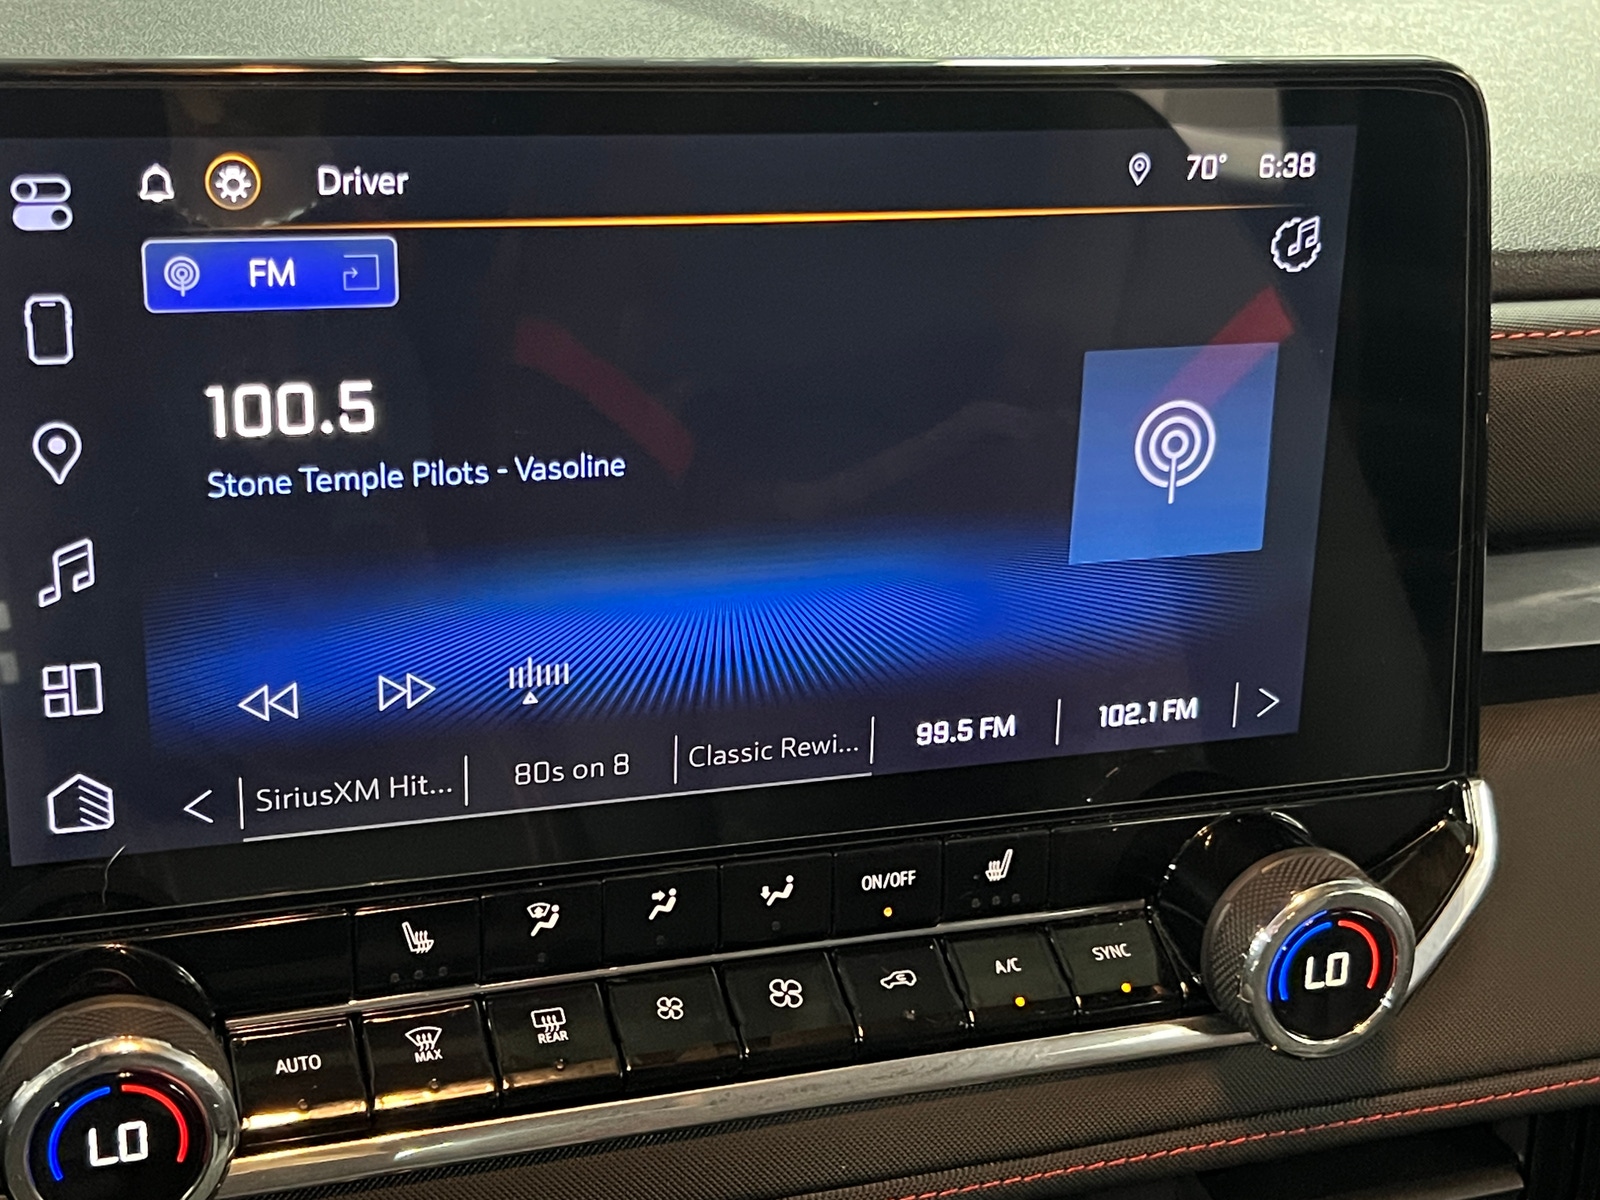 Driver
70° 6:38
FM
100.5
Stone Temple Pilots - Vasoline
SiriusXM Hit... 80s on 8 Classic Rewi... 99.5 FM 102.1 FM
ON/OFF
AUTO MAX REAR A/C SYNC
LO LO